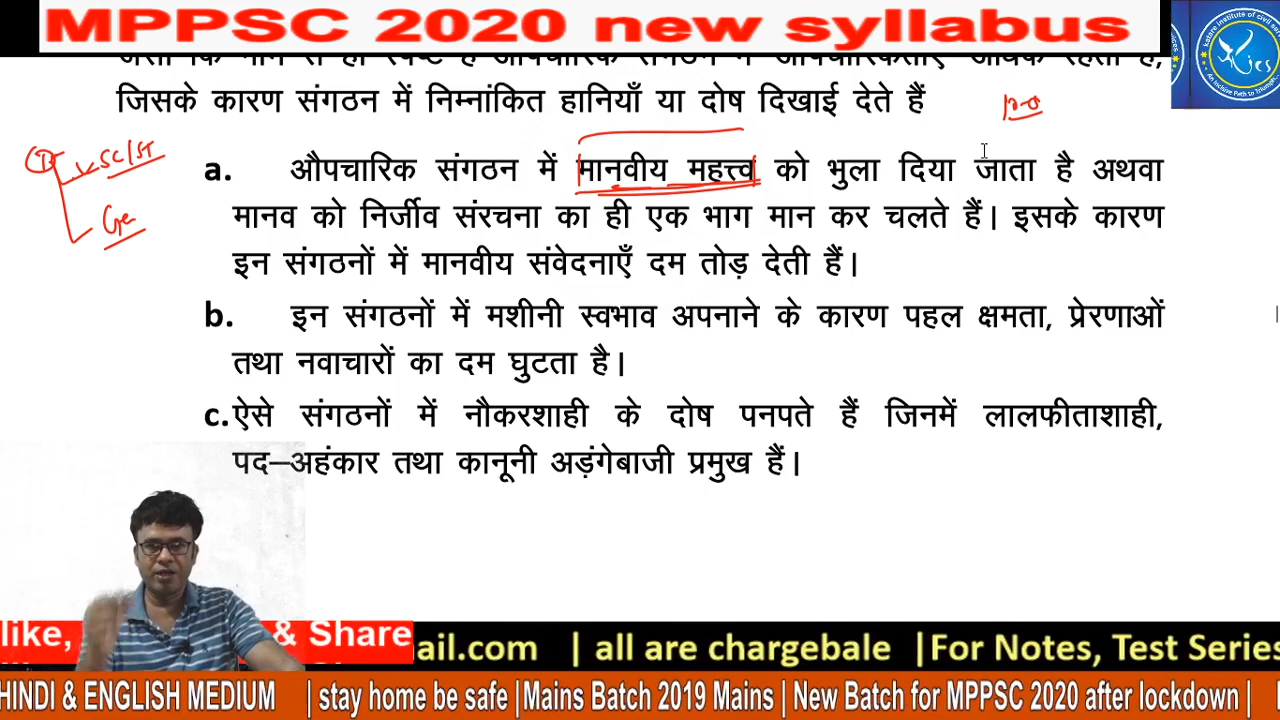 MPPSC 2020 new syllabus
जिसके कारण संगठन में निम्नांकित हानियाँ या दोष दिखाई देते हैं
SC/ST
a. औपचारिक संगठन में मानवीय महत्त्व को भुला दिया जाता है अथवा
मानव को निर्जीव संरचना का ही एक भाग मान कर चलते हैं। इसके कारण
इन संगठनों में मानवीय संवेदनाएँ दम तोड़ देती हैं।
b. इन संगठनों में मशीनी स्वभाव अपनाने के कारण पहल क्षमता, प्रेरणाओं
तथा नवाचारों का दम घुटता है।
c. ऐसे संगठनों में नौकरशाही के दोष पनपते हैं जिनमें लालफीताशाही,
पद–अहंकार तथा कानूनी अड़ंगेबाजी प्रमुख हैं।
like, & Share ail.com | all are chargebale | For Notes, Test Series
HINDI & ENGLISH MEDIUM | stay home be safe | Mains Batch 2019 Mains | New Batch for MPPSC 2020 after lockdown |